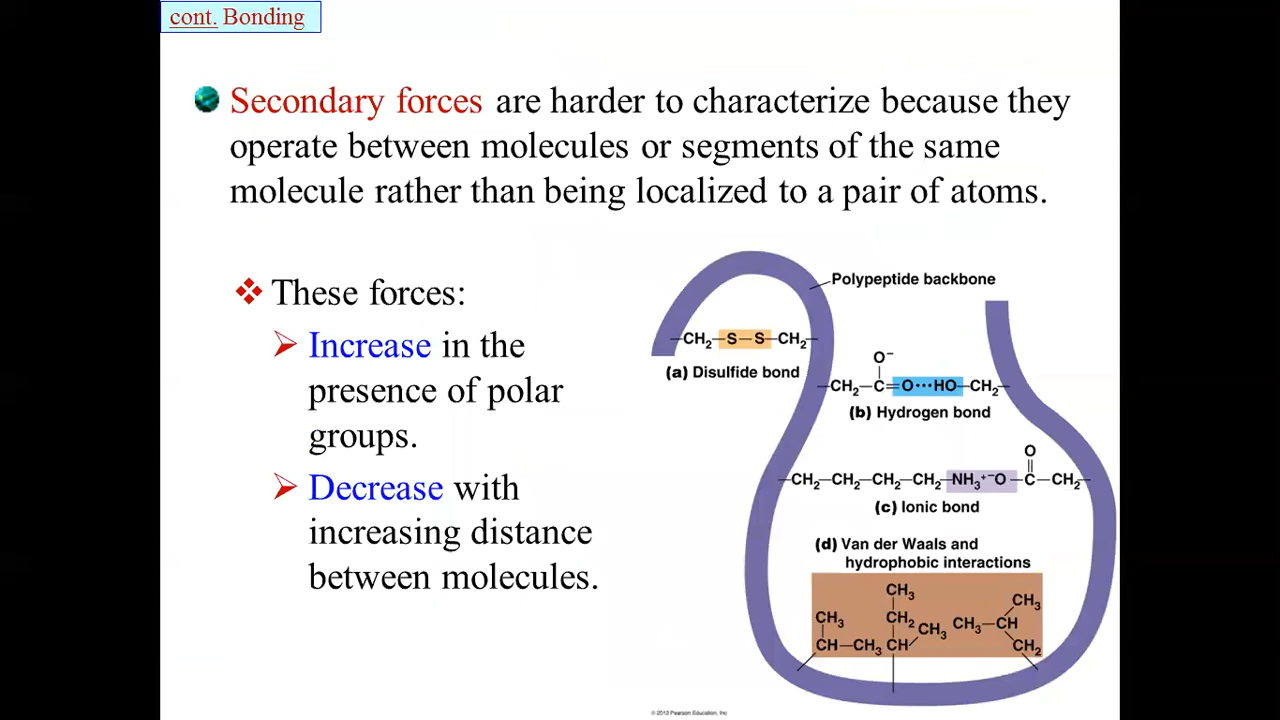 cont. Bonding
Secondary forces are harder to characterize because they
operate between molecules or segments of the same
molecule rather than being localized to a pair of atoms.
These forces:
Increase in the
presence of polar
groups.
Decrease with
increasing distance
between molecules.
Polypeptide backbone
CH₂—S—S—CH₂
(a) Disulfide bond
O⁻
CH₂—C=O•••HO—CH₂
(b) Hydrogen bond
O
CH₂—CH₂—CH₂—CH₂—NH₃⁺⁻O—C—CH₂
(c) Ionic bond
(d) Van der Waals and
hydrophobic interactions
CH₃
CH₃ CH₂ CH₃ CH₃—CH CH₃
CH—CH₃ CH CH₂
© 2013 Pearson Education, Inc